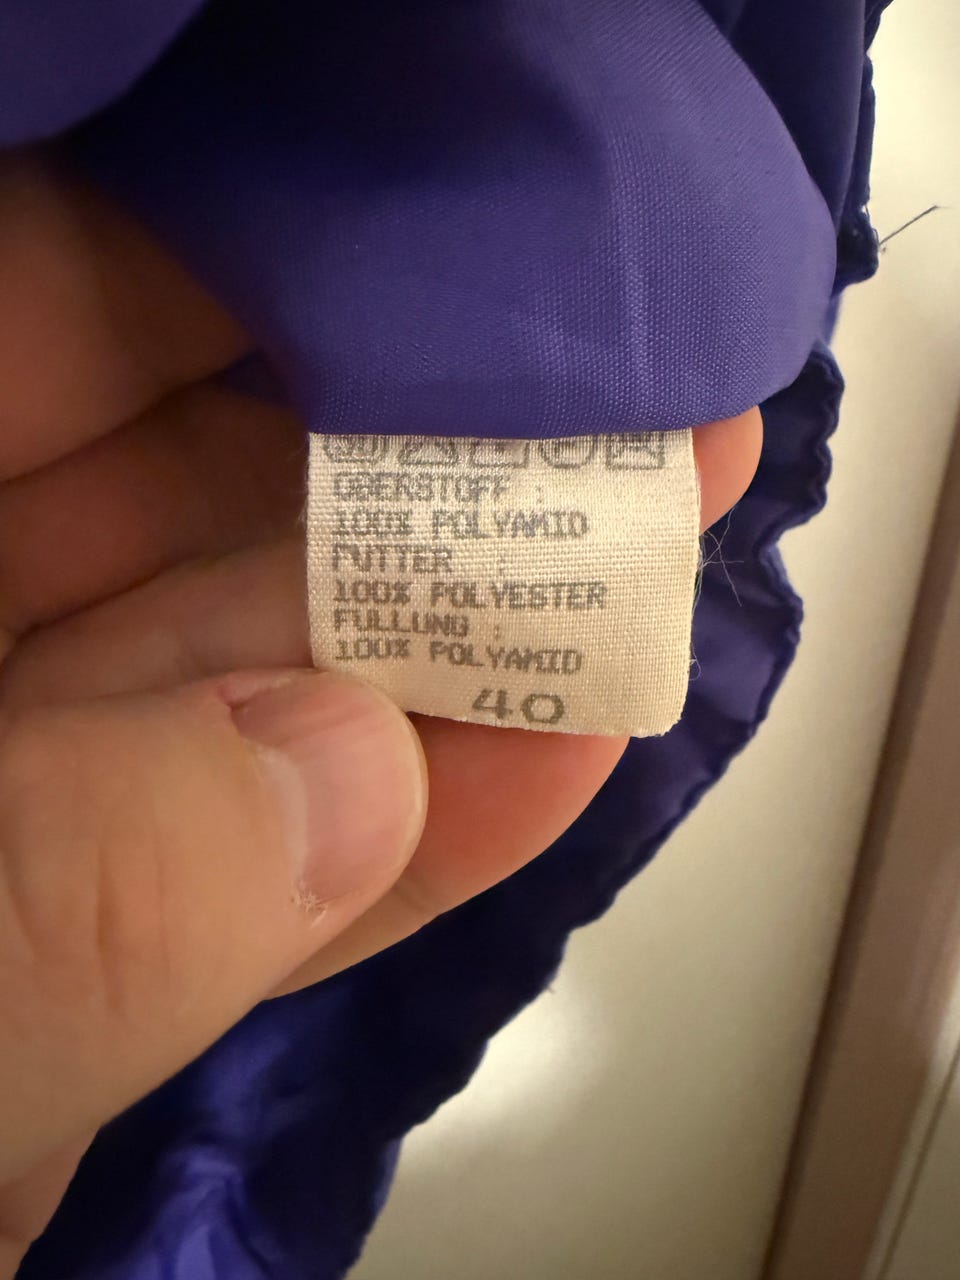 OBERSTOFF :
100% POLYAMID
FUTTER :
100% POLYESTER
FULLUNG :
100% POLYAMID
40